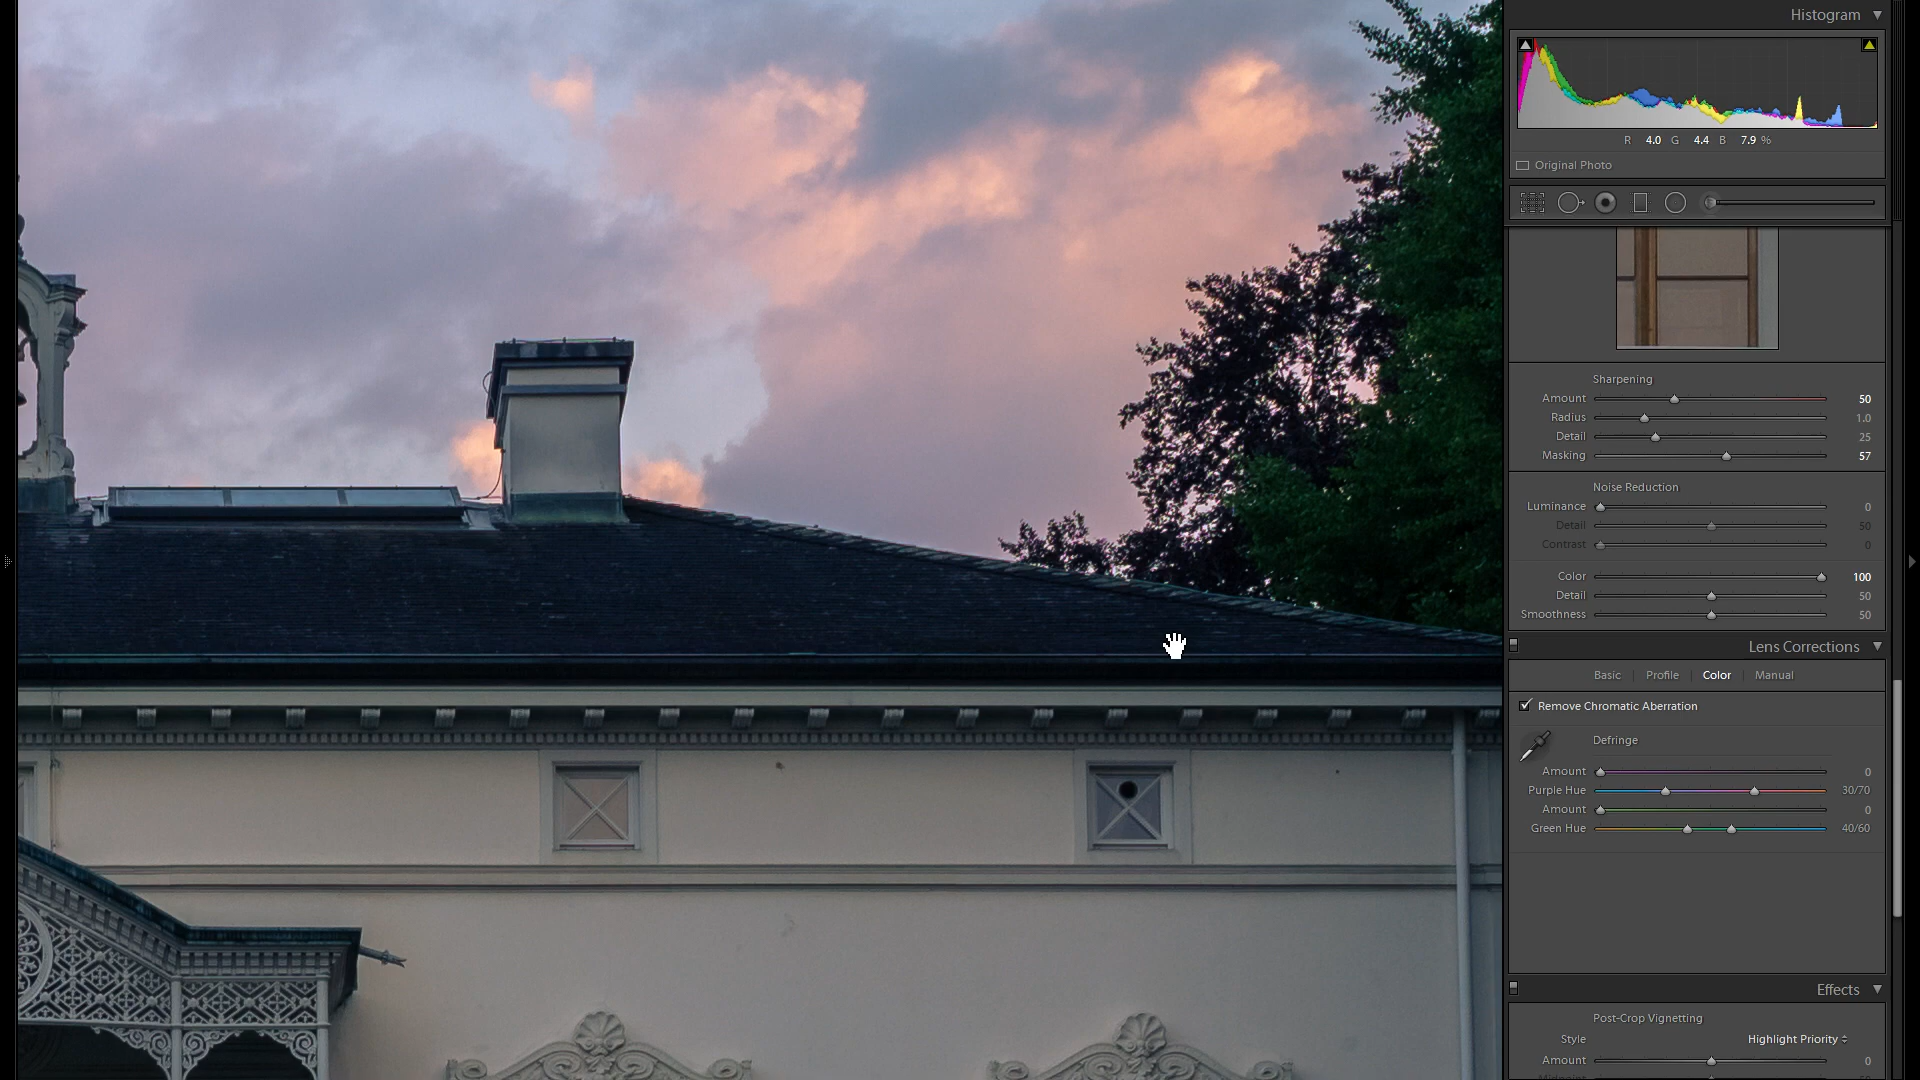 Histogram
R 4.0 G 4.4 B 7.9 %
Original Photo
Sharpening
Amount 50
Radius 1.0
Detail 25
Masking 57
Noise Reduction
Luminance 0
Detail 50
Contrast 0
Color 100
Detail 50
Smoothness 50
Lens Corrections
Basic Profile Color Manual
Remove Chromatic Aberration
Defringe
Amount 0
Purple Hue 30/70
Amount 0
Green Hue 40/60
Effects
Post-Crop Vignetting
Style Highlight Priority
Amount 0